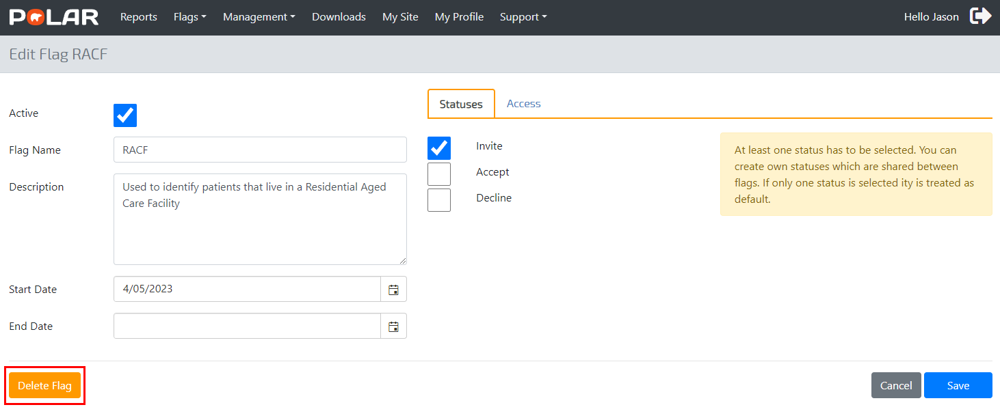 POLAR
Reports
Flags
Management
Downloads
My Site
My Profile
Support
Hello Jason
Edit Flag RACF
Active
Flag Name
RACF
Description
Used to identify patients that live in a Residential Aged
Care Facility
Start Date
4/05/2023
End Date
Statuses
Access
Invite
Accept
Decline
At least one status has to be selected. You can
create own statuses which are shared between
flags. If only one status is selected ity is treated as
default.
Delete Flag
Cancel
Save